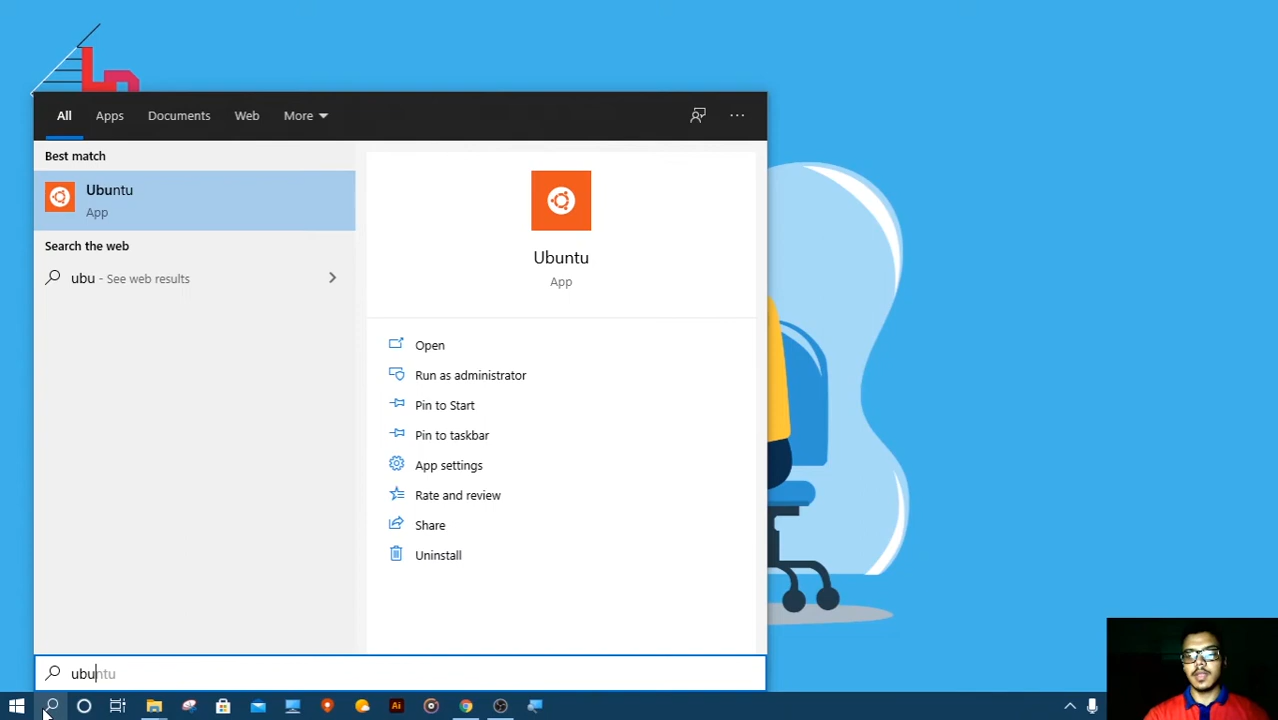 All Apps Documents Web More
Best match
Ubuntu
App
Search the web
ubu - See web results
Ubuntu
App
Open
Run as administrator
Pin to Start
Pin to taskbar
App settings
Rate and review
Share
Uninstall
ubuntu
Ai